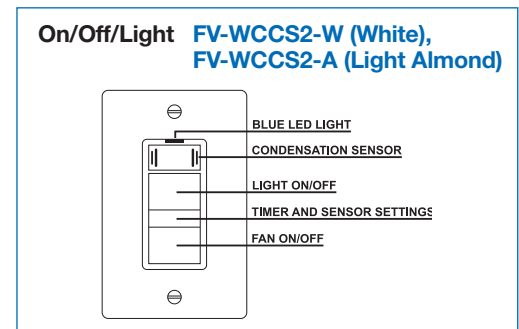 On/Off/Light FV-WCCS2-W (White),
FV-WCCS2-A (Light Almond)
BLUE LED LIGHT
CONDENSATION SENSOR
LIGHT ON/OFF
TIMER AND SENSOR SETTINGS
FAN ON/OFF